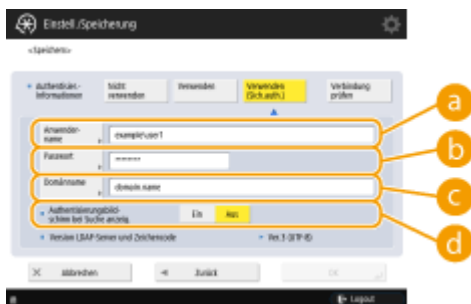 Einstell./Speicherung
<Speichern>
Authentisier.-
Informationen
Nicht
verwenden
Verwenden
Verwenden
(Sich.auth.)
Verbindung
prüfen
Anwender-
name
example\user1
a
Passwort
********
b
Domänname
domain.name
c
Authentisierungsbild-
schirm bei Suche anzeig.
Ein
Aus
d
Version LDAP-Server und Zeichencode
Ver.3 (UTF-8)
Abbrechen
Zurück
OK
Logout